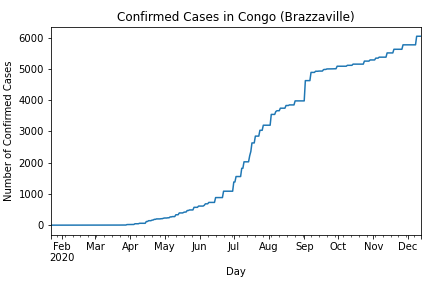 Confirmed Cases in Congo (Brazzaville)
Number of Confirmed Cases
6000
5000
4000
3000
2000
1000
0
Feb Mar Apr May Jun Jul Aug Sep Oct Nov Dec
2020
Day